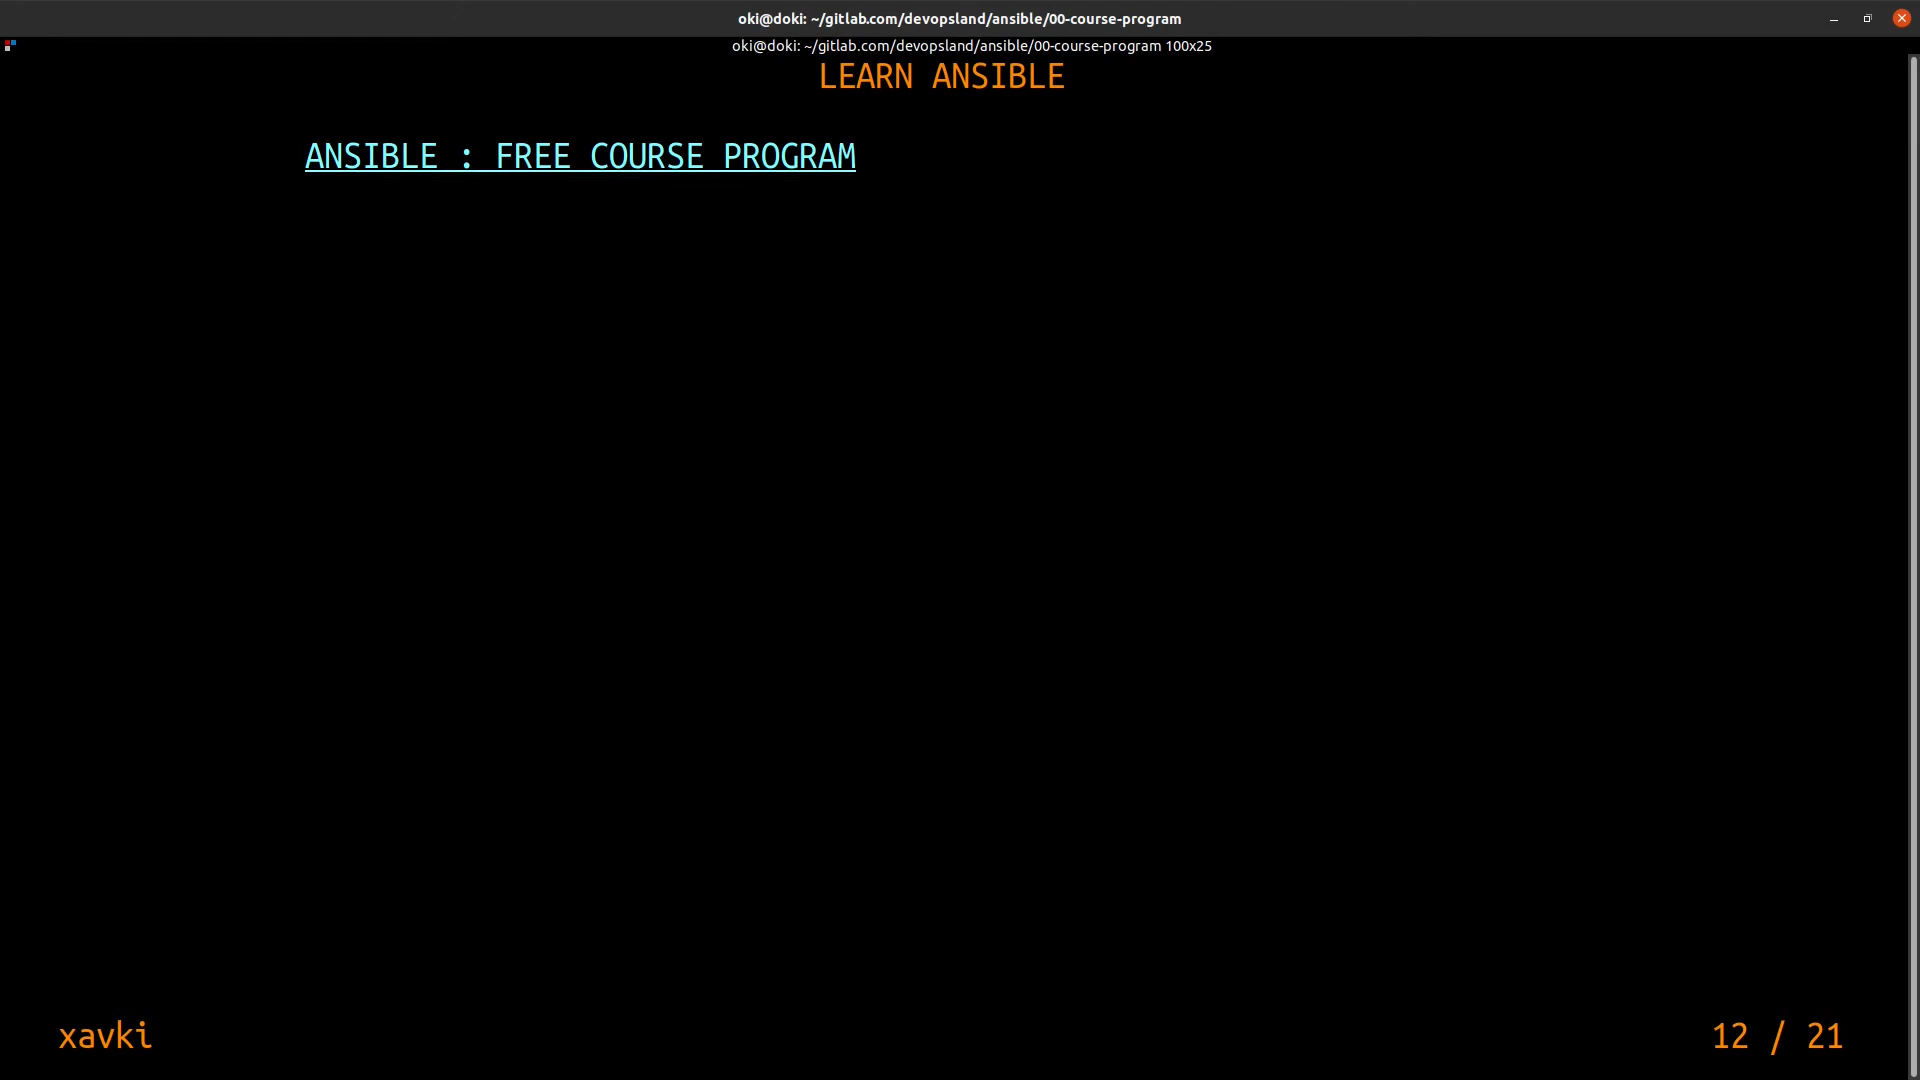 oki@doki: ~/gitlab.com/devopsland/ansible/00-course-program
oki@doki: ~/gitlab.com/devopsland/ansible/00-course-program 100x25
LEARN ANSIBLE
ANSIBLE : FREE COURSE PROGRAM
xavki
12 / 21